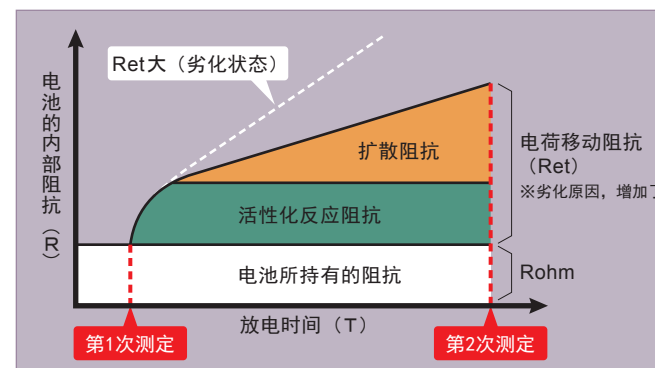 Ret大（劣化状态）
电池的内部阻抗（R）
扩散阻抗
电荷移动阻抗
（Ret）
※劣化原因，增加了
活性化反应阻抗
电池所持有的阻抗
Rohm
放电时间（T）
第1次测定
第2次测定